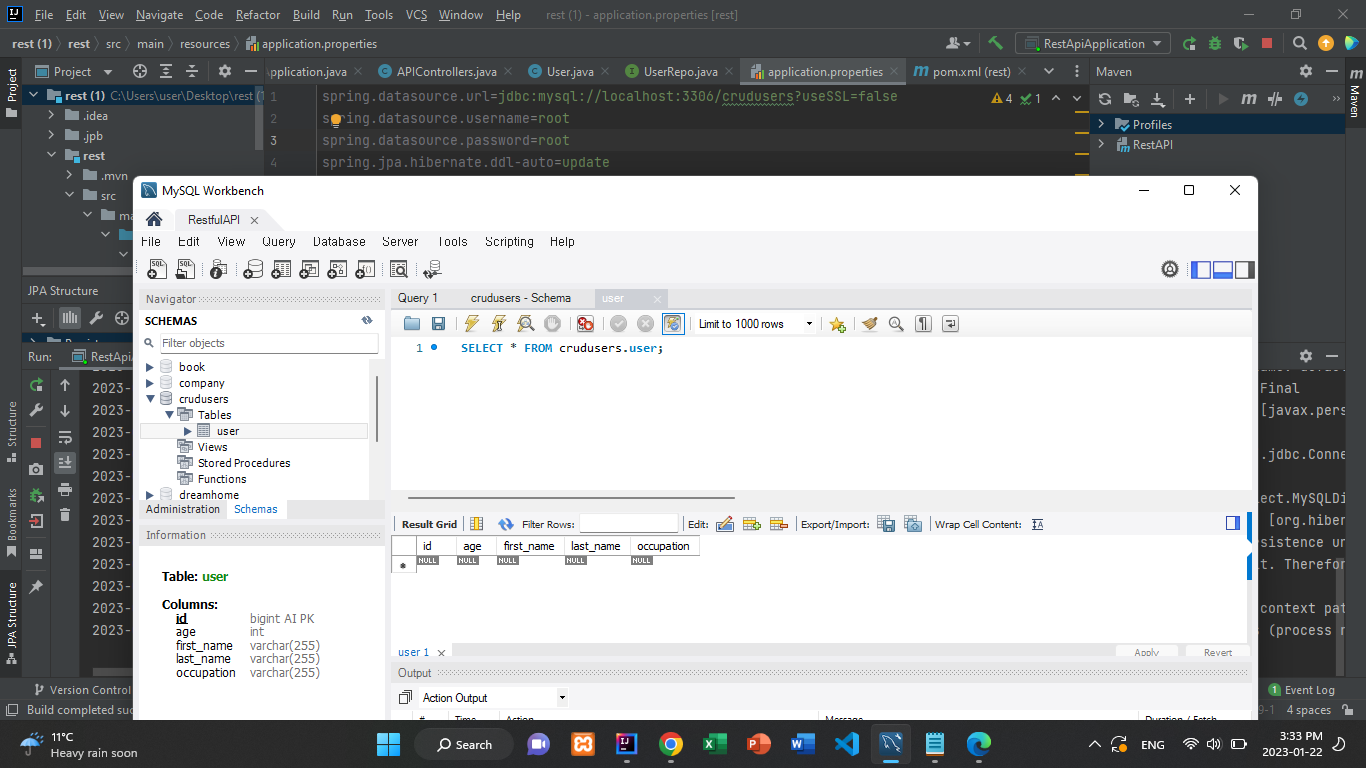 File Edit View Navigate Code Refactor Build Run Tools VCS Window Help rest (1) - application.properties [rest]
rest (1) rest src main resources application.properties RestApiApplication
Project pplication.java APIControllers.java User.java UserRepo.java application.properties pom.xml (rest) Maven
Project
Maven
rest (1) C:\Users\user\Desktop\rest (1
.idea
.jpb
rest
.mvn
src
ma
1 spring.datasource.url=jdbc:mysql://localhost:3306/crudusers?useSSL=false
2 spring.datasource.username=root
3 spring.datasource.password=root
4 spring.jpa.hibernate.ddl-auto=update
4 1
Profiles
RestAPI
JPA Structure
Run: RestApi
2023-
2023-
2023-
2023-
2023-
2023-
2023-
2023-
2023-
2023-
2023-
2023-
Structure
Bookmarks
JPA Structure
MySQL Workbench
RestfulAPI
File Edit View Query Database Server Tools Scripting Help
Navigator
SCHEMAS
Filter objects
book
company
crudusers
Tables
user
Views
Stored Procedures
Functions
dreamhome
Administration Schemas
Information
Table: user
Columns:
id bigint AI PK
age int
first_name varchar(255)
last_name varchar(255)
occupation varchar(255)
Query 1 crudusers - Schema user
Limit to 1000 rows
1 SELECT * FROM crudusers.user;
Result Grid Filter Rows: Edit: Export/Import: Wrap Cell Content:
id age first_name last_name occupation
NULL NULL NULL NULL NULL
user 1 Apply Revert
Output
Action Output
# Time Action Message Duration / Fetch
Final
[javax.pers
.jdbc.Conne
ect.MySQLDi
[org.hiber
sistence un
t. Therefor
context pat
s (process r
Version Control
Event Log
1
Build completed suc
4 spaces
11°C
Heavy rain soon
Search
ENG
3:33 PM
2023-01-22